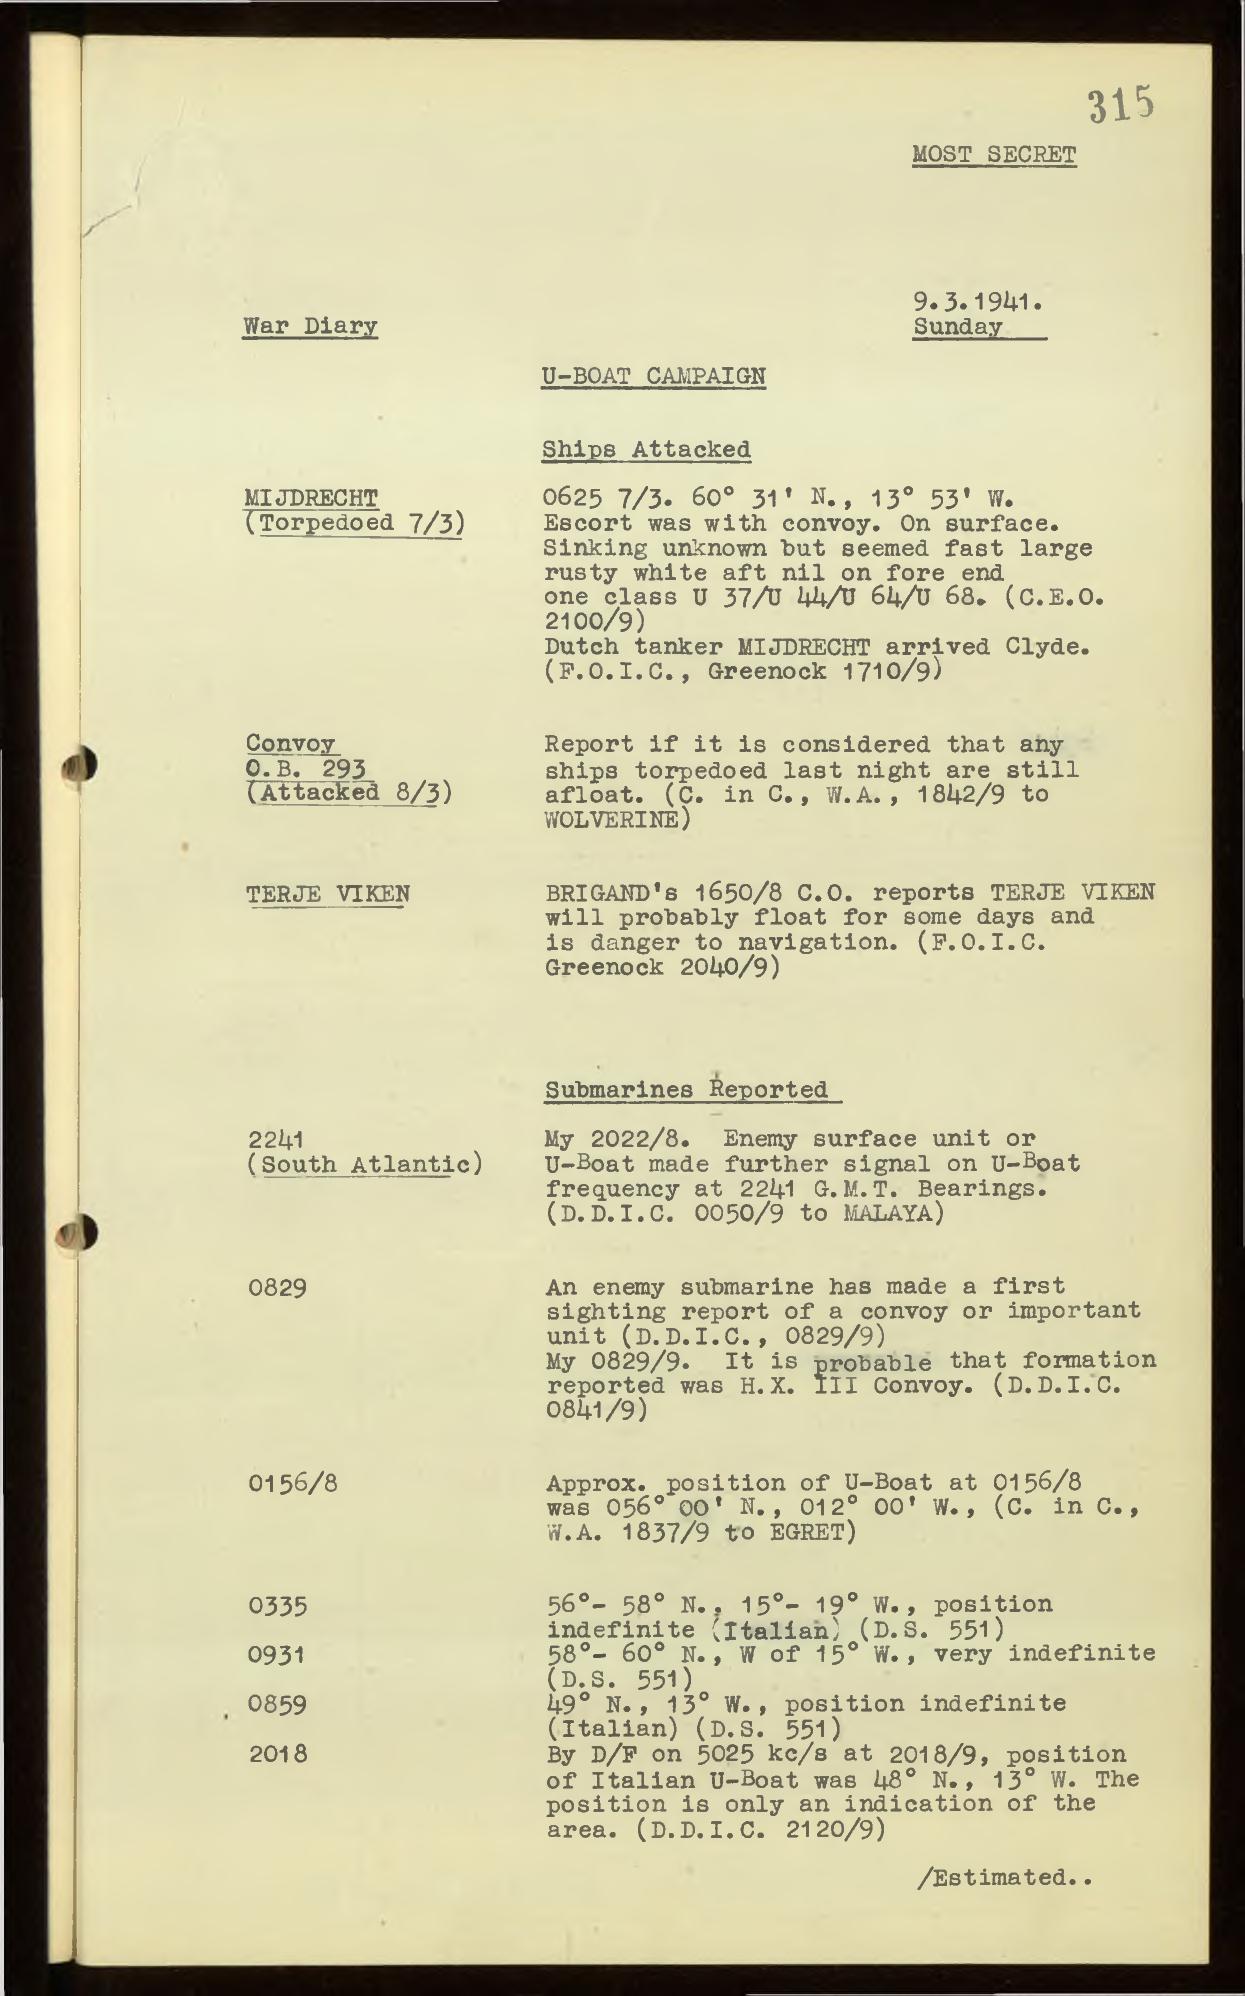 315
MOST SECRET
9.3.1941.
War Diary Sunday
U-BOAT CAMPAIGN
Ships Attacked
MIJDRECHT 0625 7/3. 60° 31' N., 13° 53' W.
(Torpedoed 7/3) Escort was with convoy. On surface.
Sinking unknown but seemed fast large
rusty white aft nil on fore end
one class U 37/U 44/U 64/U 68. (C.E.O.
2100/9)
Dutch tanker MIJDRECHT arrived Clyde.
(F.O.I.C., Greenock 1710/9)
Convoy Report if it is considered that any
O.B. 293 ships torpedoed last night are still
(Attacked 8/3) afloat. (C. in C., W.A., 1842/9 to
WOLVERINE)
TERJE VIKEN BRIGAND's 1650/8 C.O. reports TERJE VIKEN
will probably float for some days and
is danger to navigation. (F.O.I.C.
Greenock 2040/9)
Submarines Reported
2241 My 2022/8. Enemy surface unit or
(South Atlantic) U-Boat made further signal on U-Boat
frequency at 2241 G.M.T. Bearings.
(D.D.I.C. 0050/9 to MALAYA)
0829 An enemy submarine has made a first
sighting report of a convoy or important
unit (D.D.I.C., 0829/9)
My 0829/9. It is probable that formation
reported was H.X. III Convoy. (D.D.I.C.
0841/9)
0156/8 Approx. position of U-Boat at 0156/8
was 056° 00' N., 012° 00' W., (C. in C.,
W.A. 1837/9 to EGRET)
0335 56°- 58° N., 15°- 19° W., position
indefinite (Italian) (D.S. 551)
0931 58°- 60° N., W of 15° W., very indefinite
(D.S. 551)
0859 49° N., 13° W., position indefinite
(Italian) (D.S. 551)
2018 By D/F on 5025 kc/s at 2018/9, position
of Italian U-Boat was 48° N., 13° W. The
position is only an indication of the
area. (D.D.I.C. 2120/9)
/Estimated..